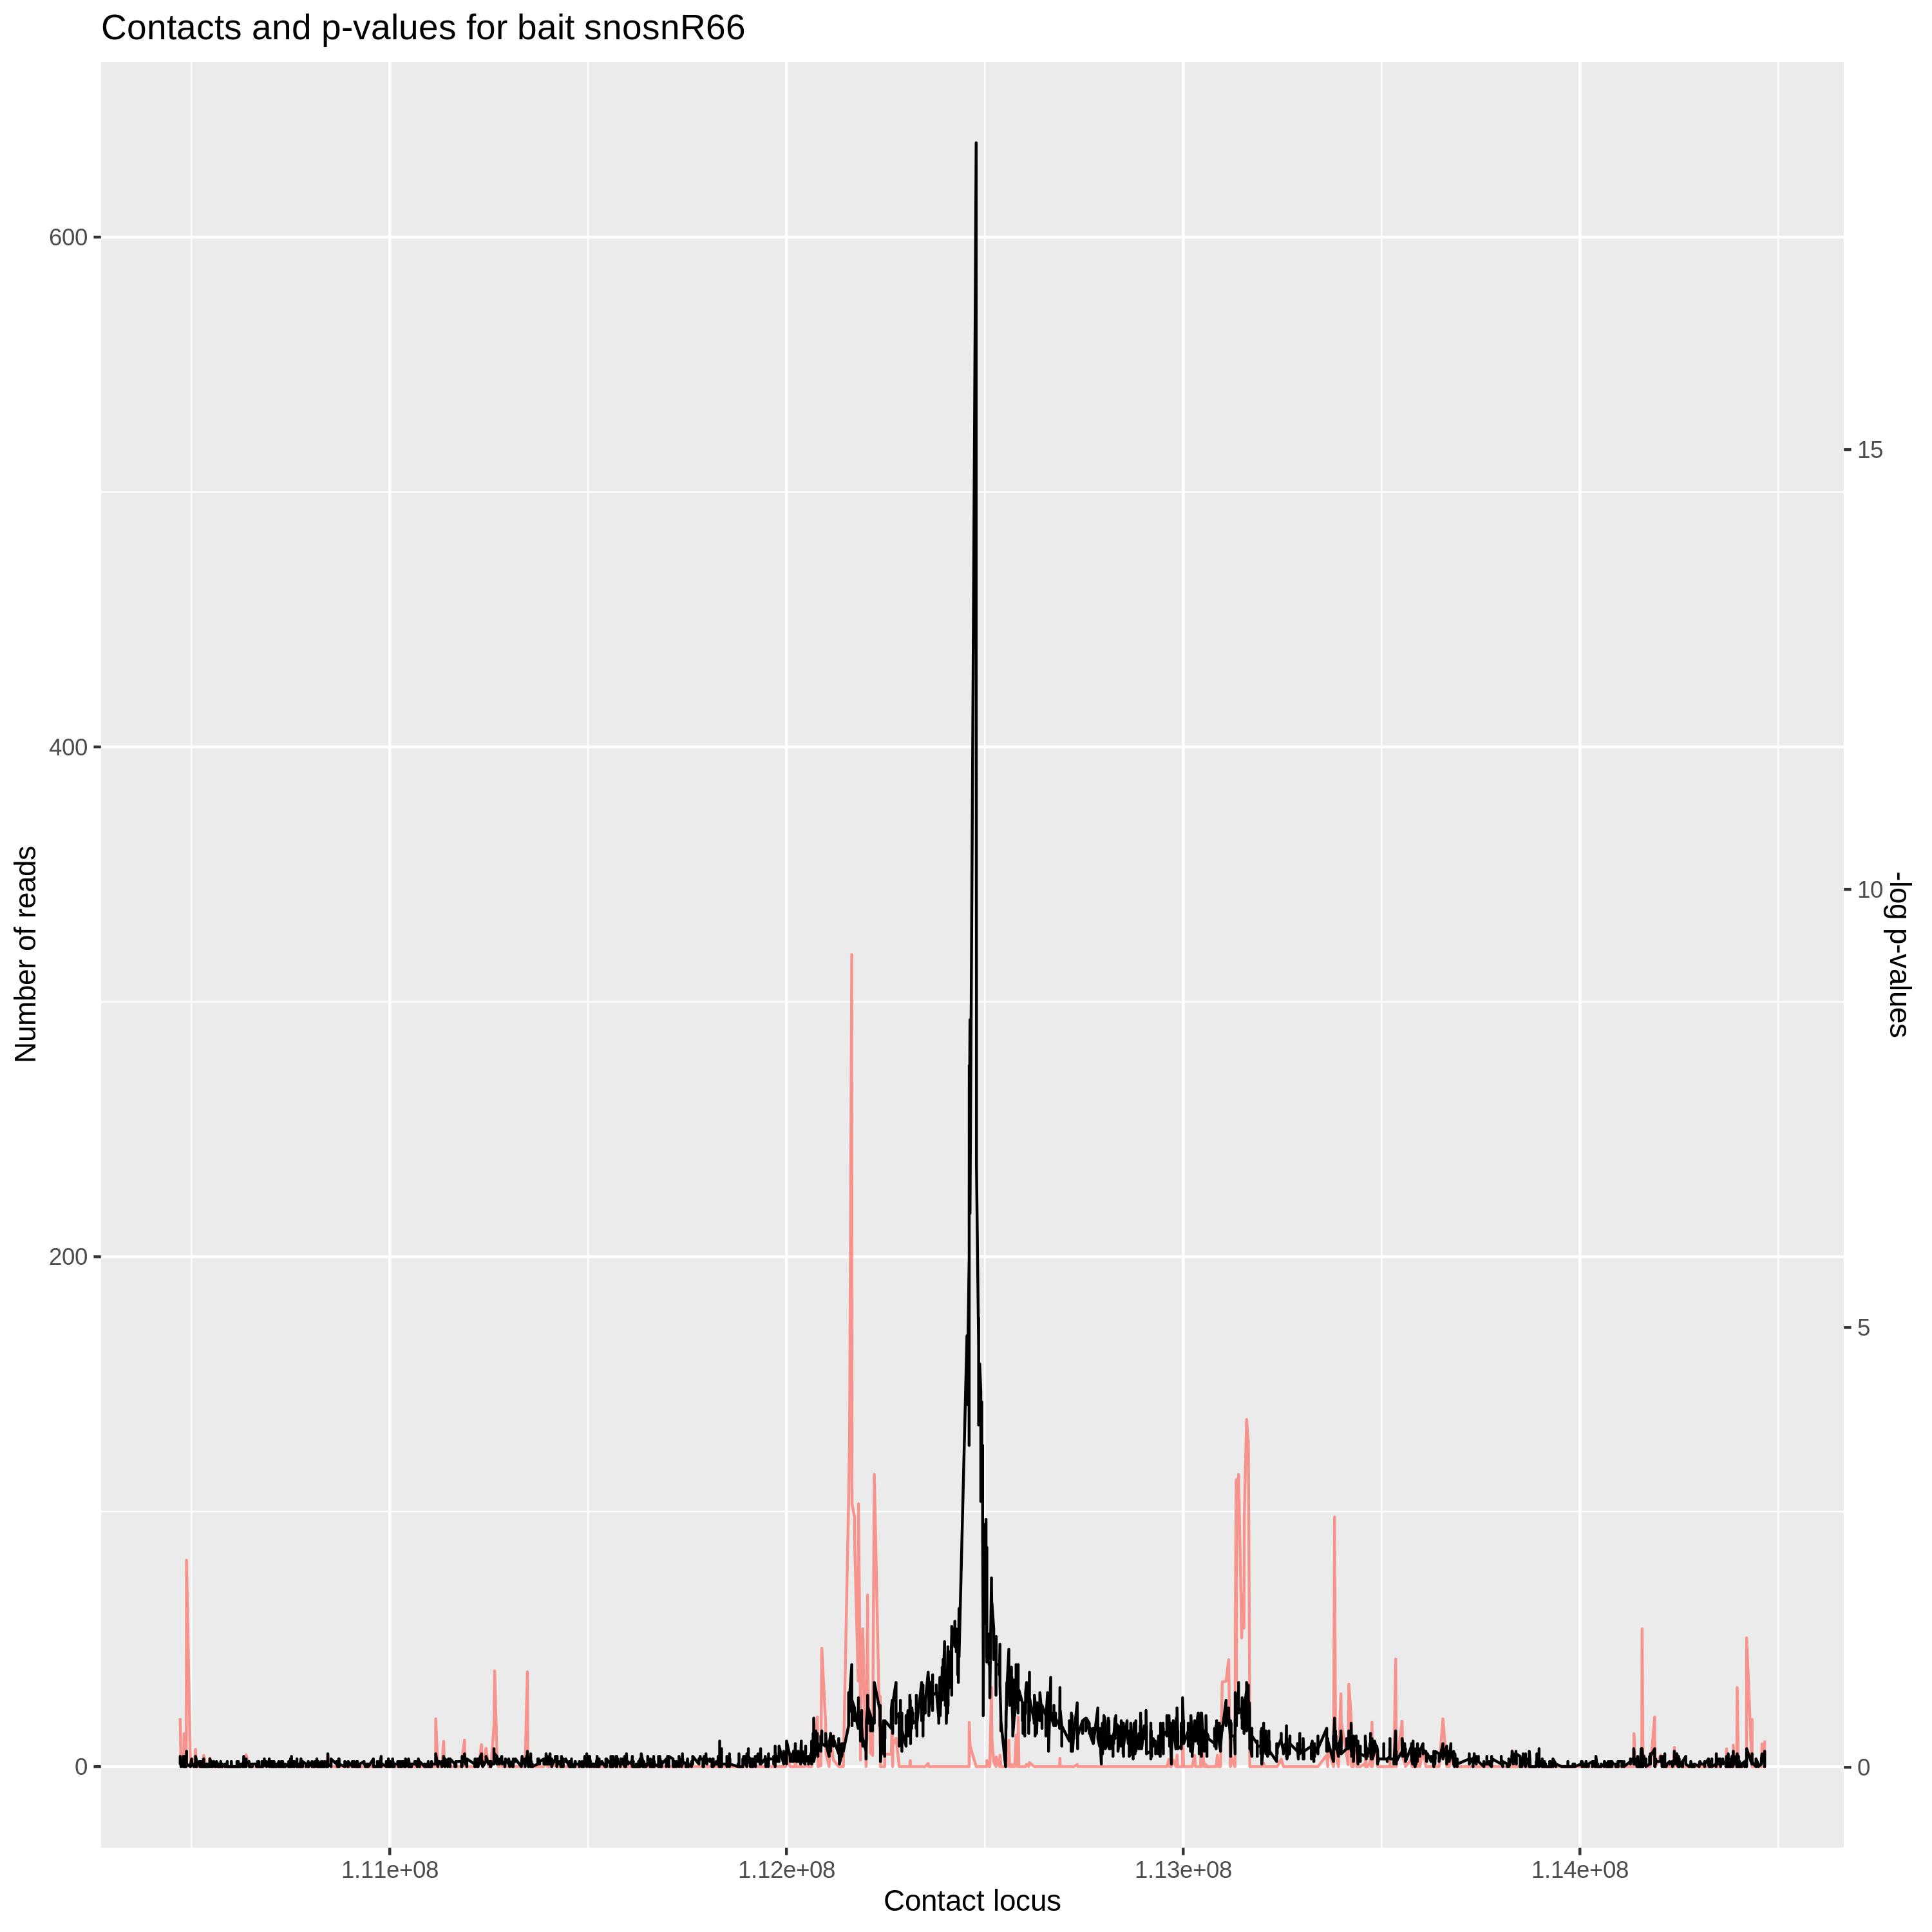 Contacts and p-values for bait snosnR66
600
400
200
0
15
10
5
0
Number of reads
-log p-values
1.11e+08
1.12e+08
1.13e+08
1.14e+08
Contact locus